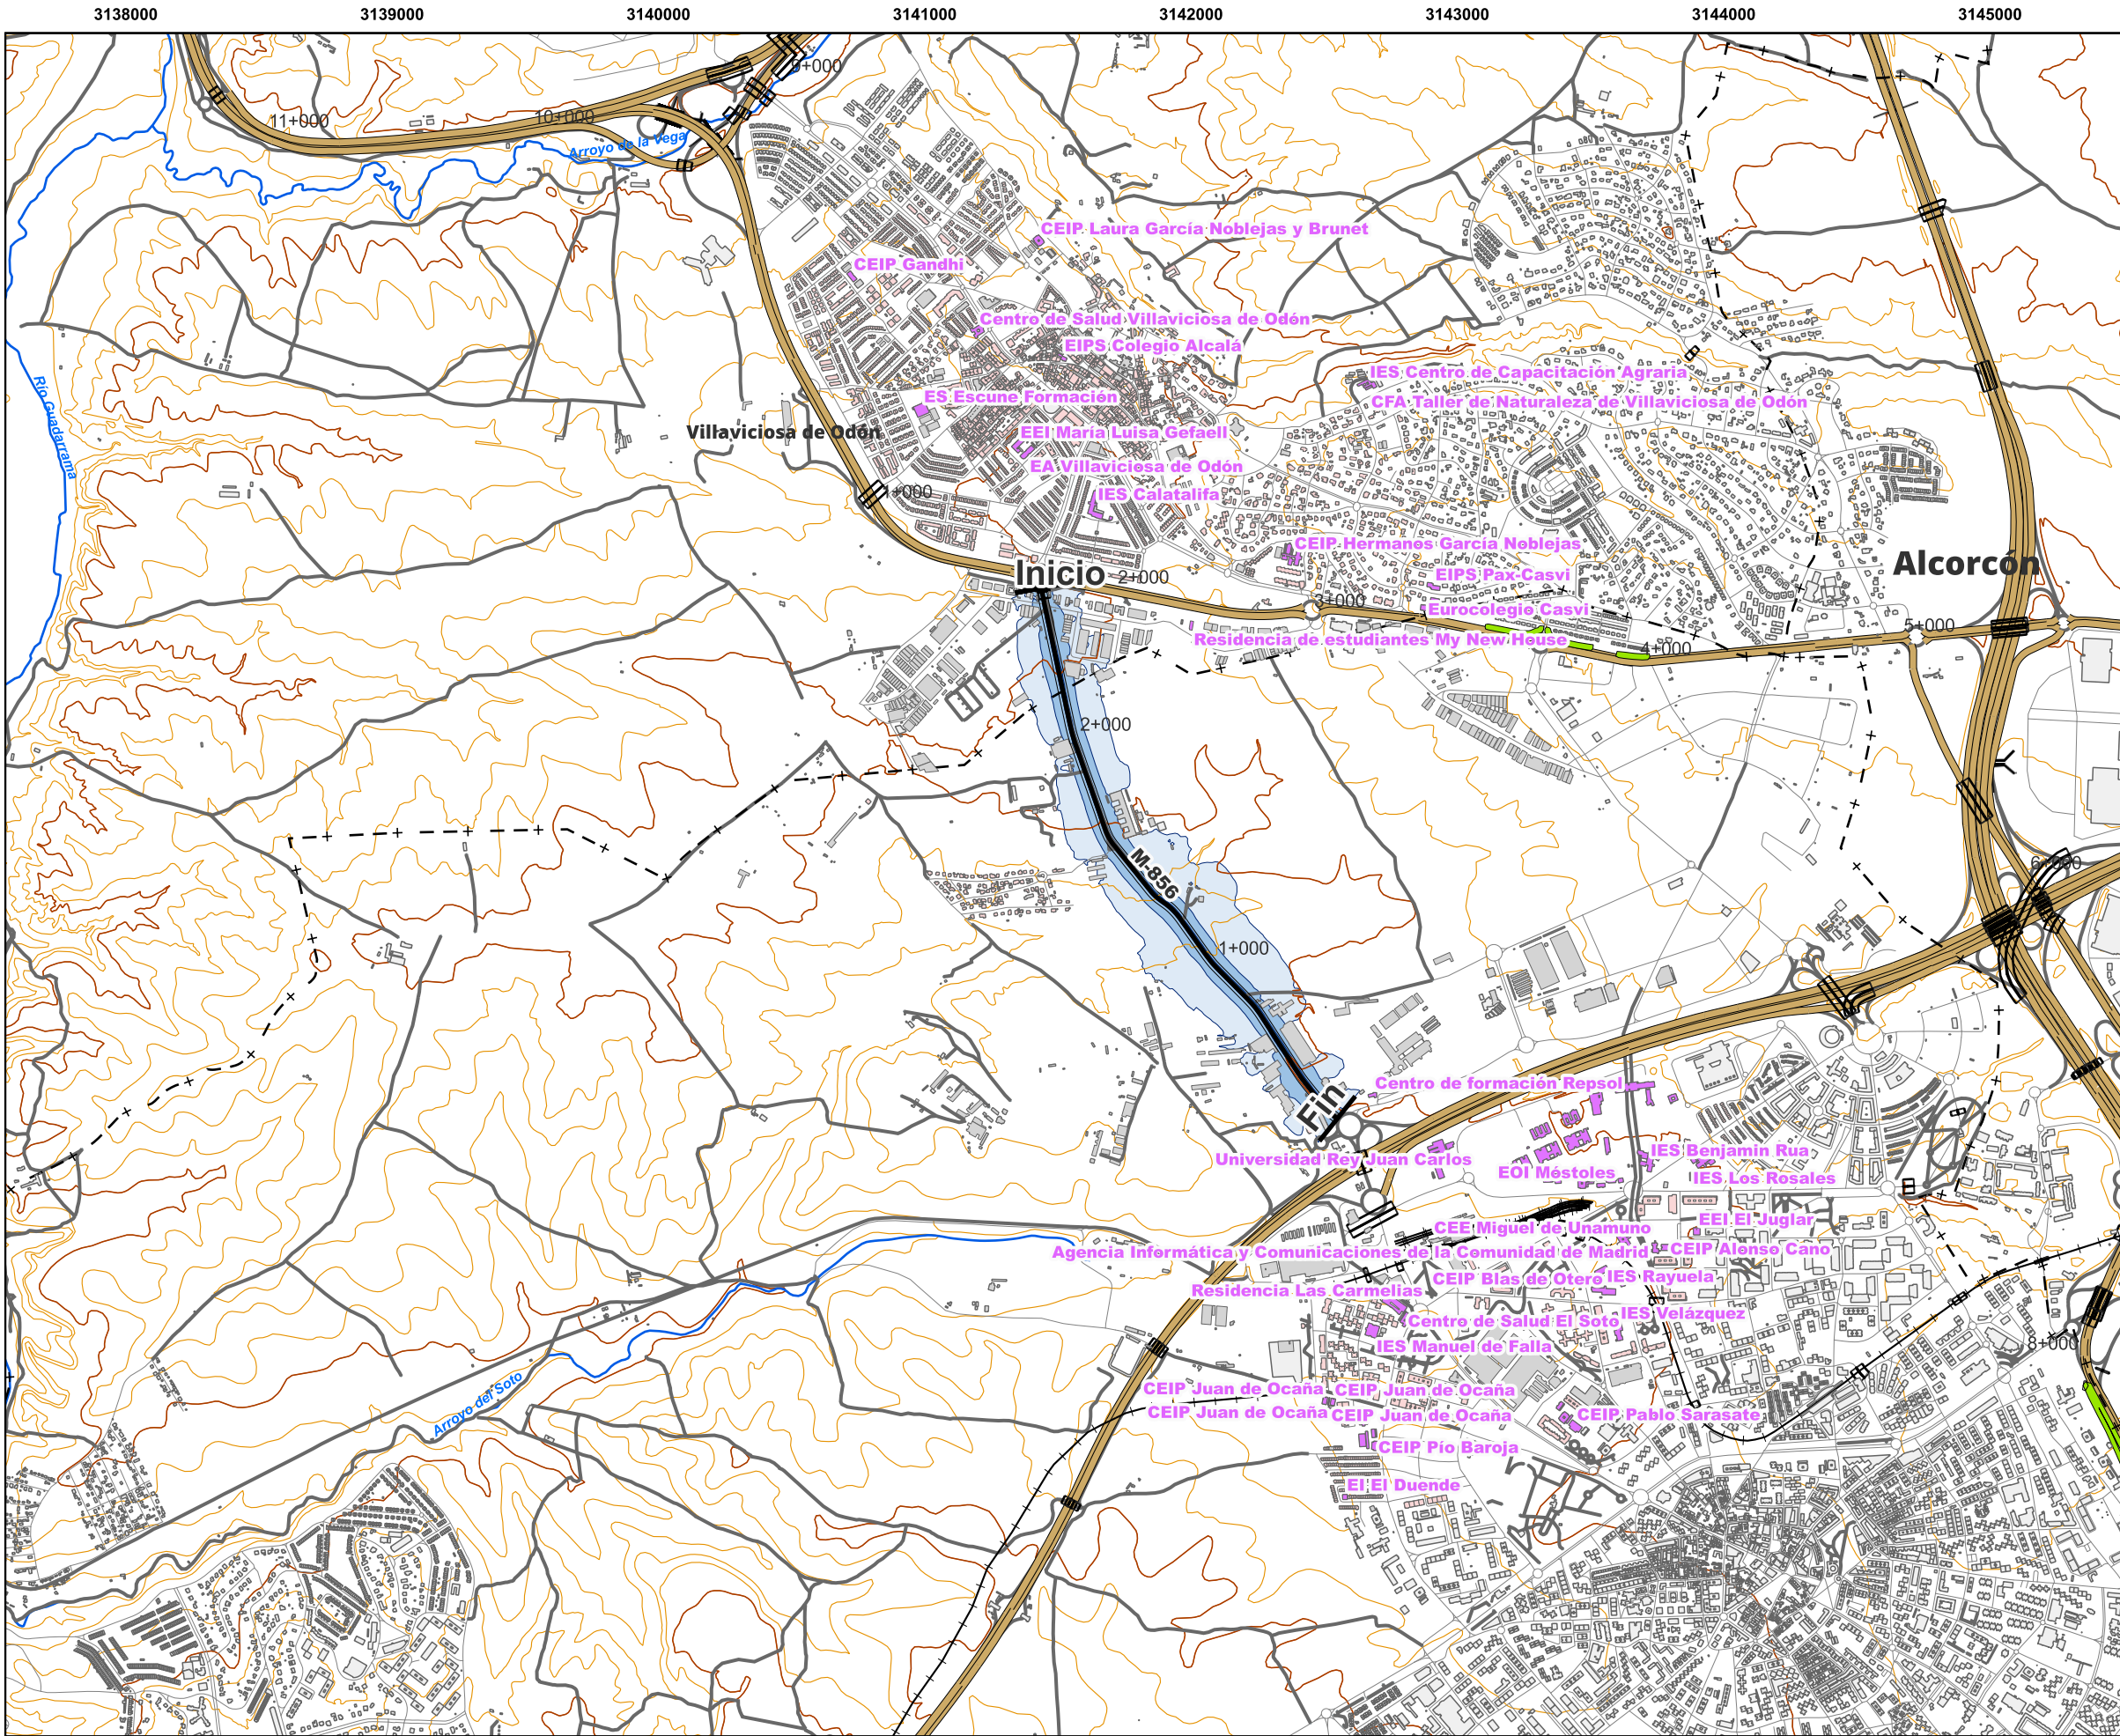 3138000 3139000 3140000 3141000 3142000 3143000 3144000 3145000
9+000
11+000
10+000
Arroyo de la Vega
CEIP Laura García Noblejas y Brunet
CEIP Gandhi
Centro de Salud Villaviciosa de Odón
EIPS Colegio Alcalá
IES Centro de Capacitación Agraria
ES Escune Formación
CFA Taller de Naturaleza de Villaviciosa de Odón
Río Guadarrama
Villaviciosa de Odón
EEI María Luisa Gefaell
EA Villaviciosa de Odón
1+000
IES Calatalifa
CEIP Hermanos García Noblejas
Alcorcón
Inicio
2+000
EIPS Pax-Casvi
3+000
Eurocolegio Casvi
5+000
Residencia de estudiantes My New House
4+000
2+000
M-856
6+000
1+000
Centro de formación Repsol
Fin
Universidad Rey Juan Carlos
IES Benjamin Rua
EOI Móstoles
IES Los Rosales
EEI El Juglar
CEE Miguel de Unamuno
Agencia Informática y Comunicaciones de la Comunidad de Madrid
CEIP Alonso Cano
CEIP Blas de Otero
IES Rayuela
Residencia Las Carmelias
IES Velázquez
Centro de Salud El Soto
8+000
IES Manuel de Falla
CEIP Juan de Ocaña
CEIP Juan de Ocaña
Arroyo del Soto
CEIP Juan de Ocaña
CEIP Juan de Ocaña
CEIP Pablo Sarasate
CEIP Pío Baroja
EI El Duende